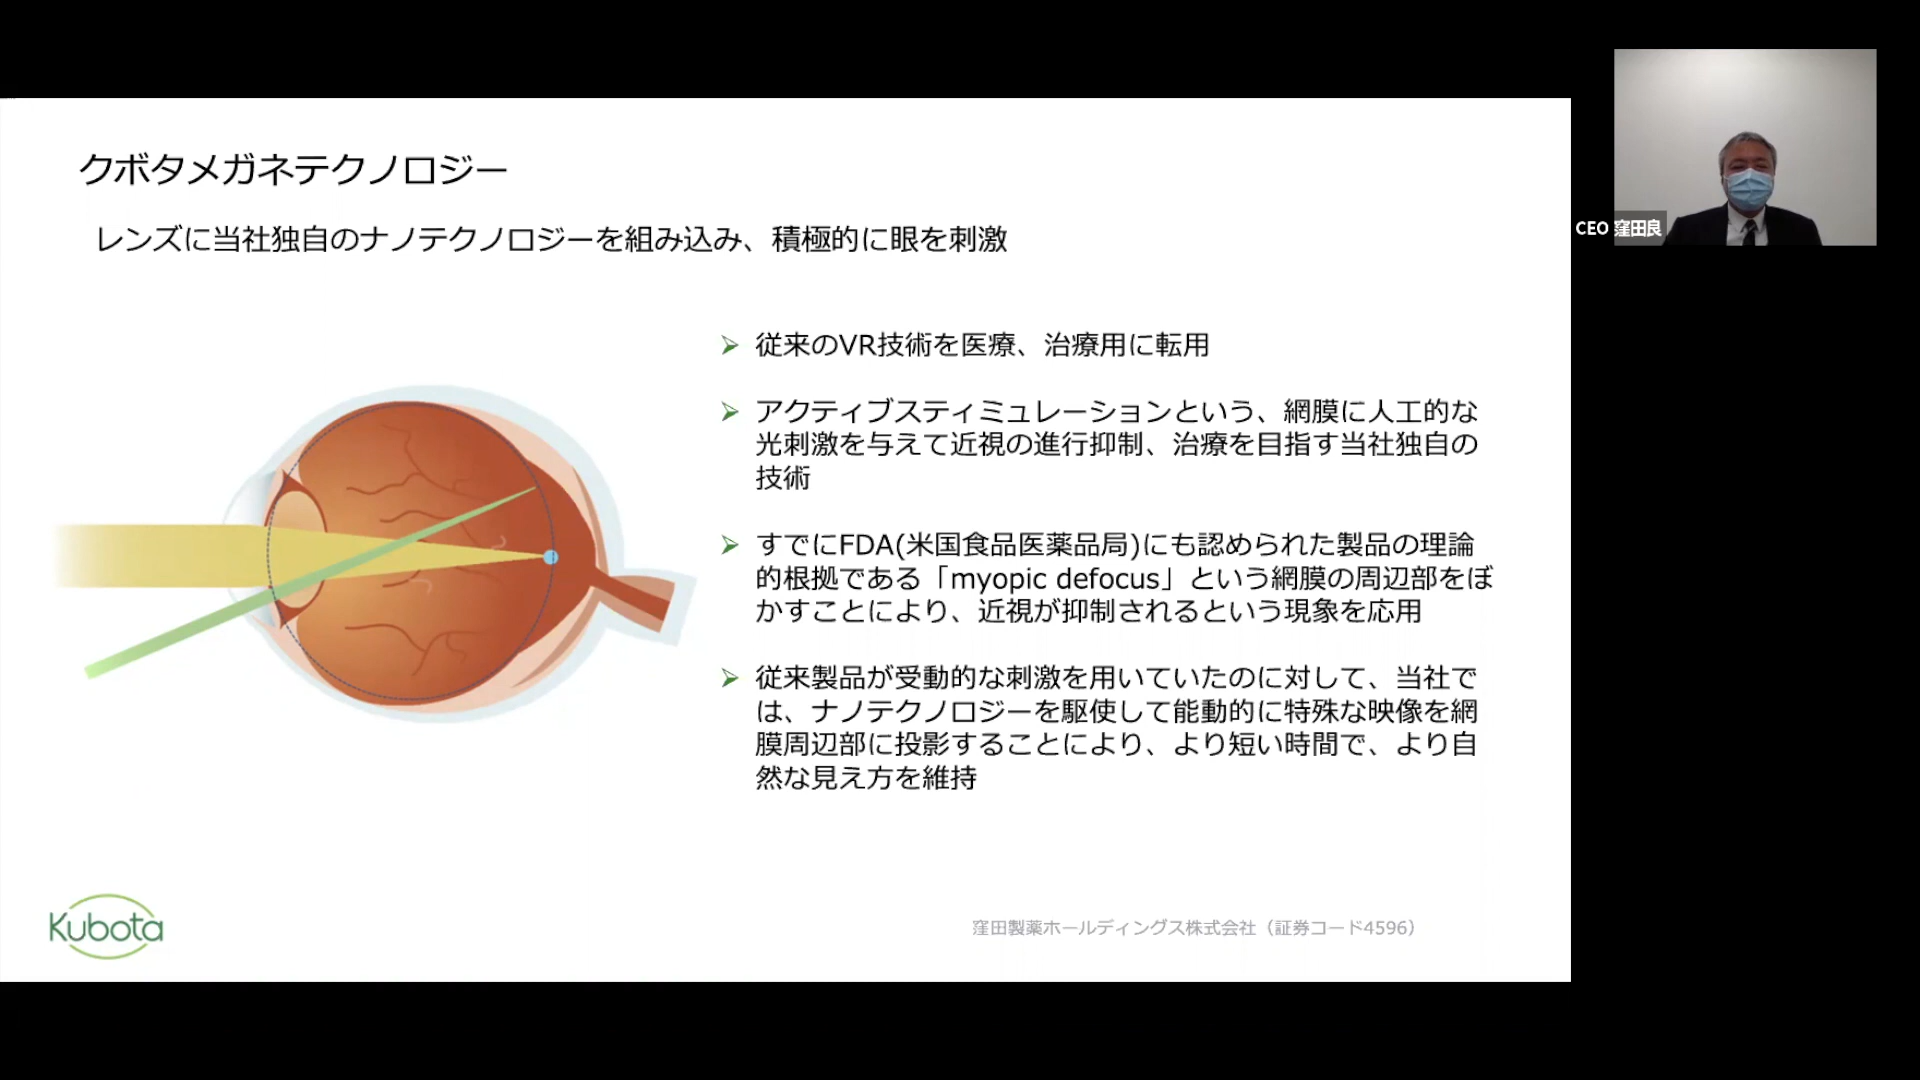 クボタメガネテクノロジー
レンズに当社独自のナノテクノロジーを組み込み、積極的に眼を刺激
従来のVR技術を医療、治療用に転用
アクティブスティミュレーションという、網膜に人工的な
光刺激を与えて近視の進行抑制、治療を目指す当社独自の
技術
すでにFDA(米国食品医薬品局)にも認められた製品の理論
的根拠である「myopic defocus」という網膜の周辺部をぼ
かすことにより、近視が抑制されるという現象を応用
従来製品が受動的な刺激を用いていたのに対して、当社で
は、ナノテクノロジーを駆使して能動的に特殊な映像を網
膜周辺部に投影することにより、より短い時間で、より自
然な見え方を維持
Kubota
窪田製薬ホールディングス株式会社（証券コード4596）
CEO 窪田良